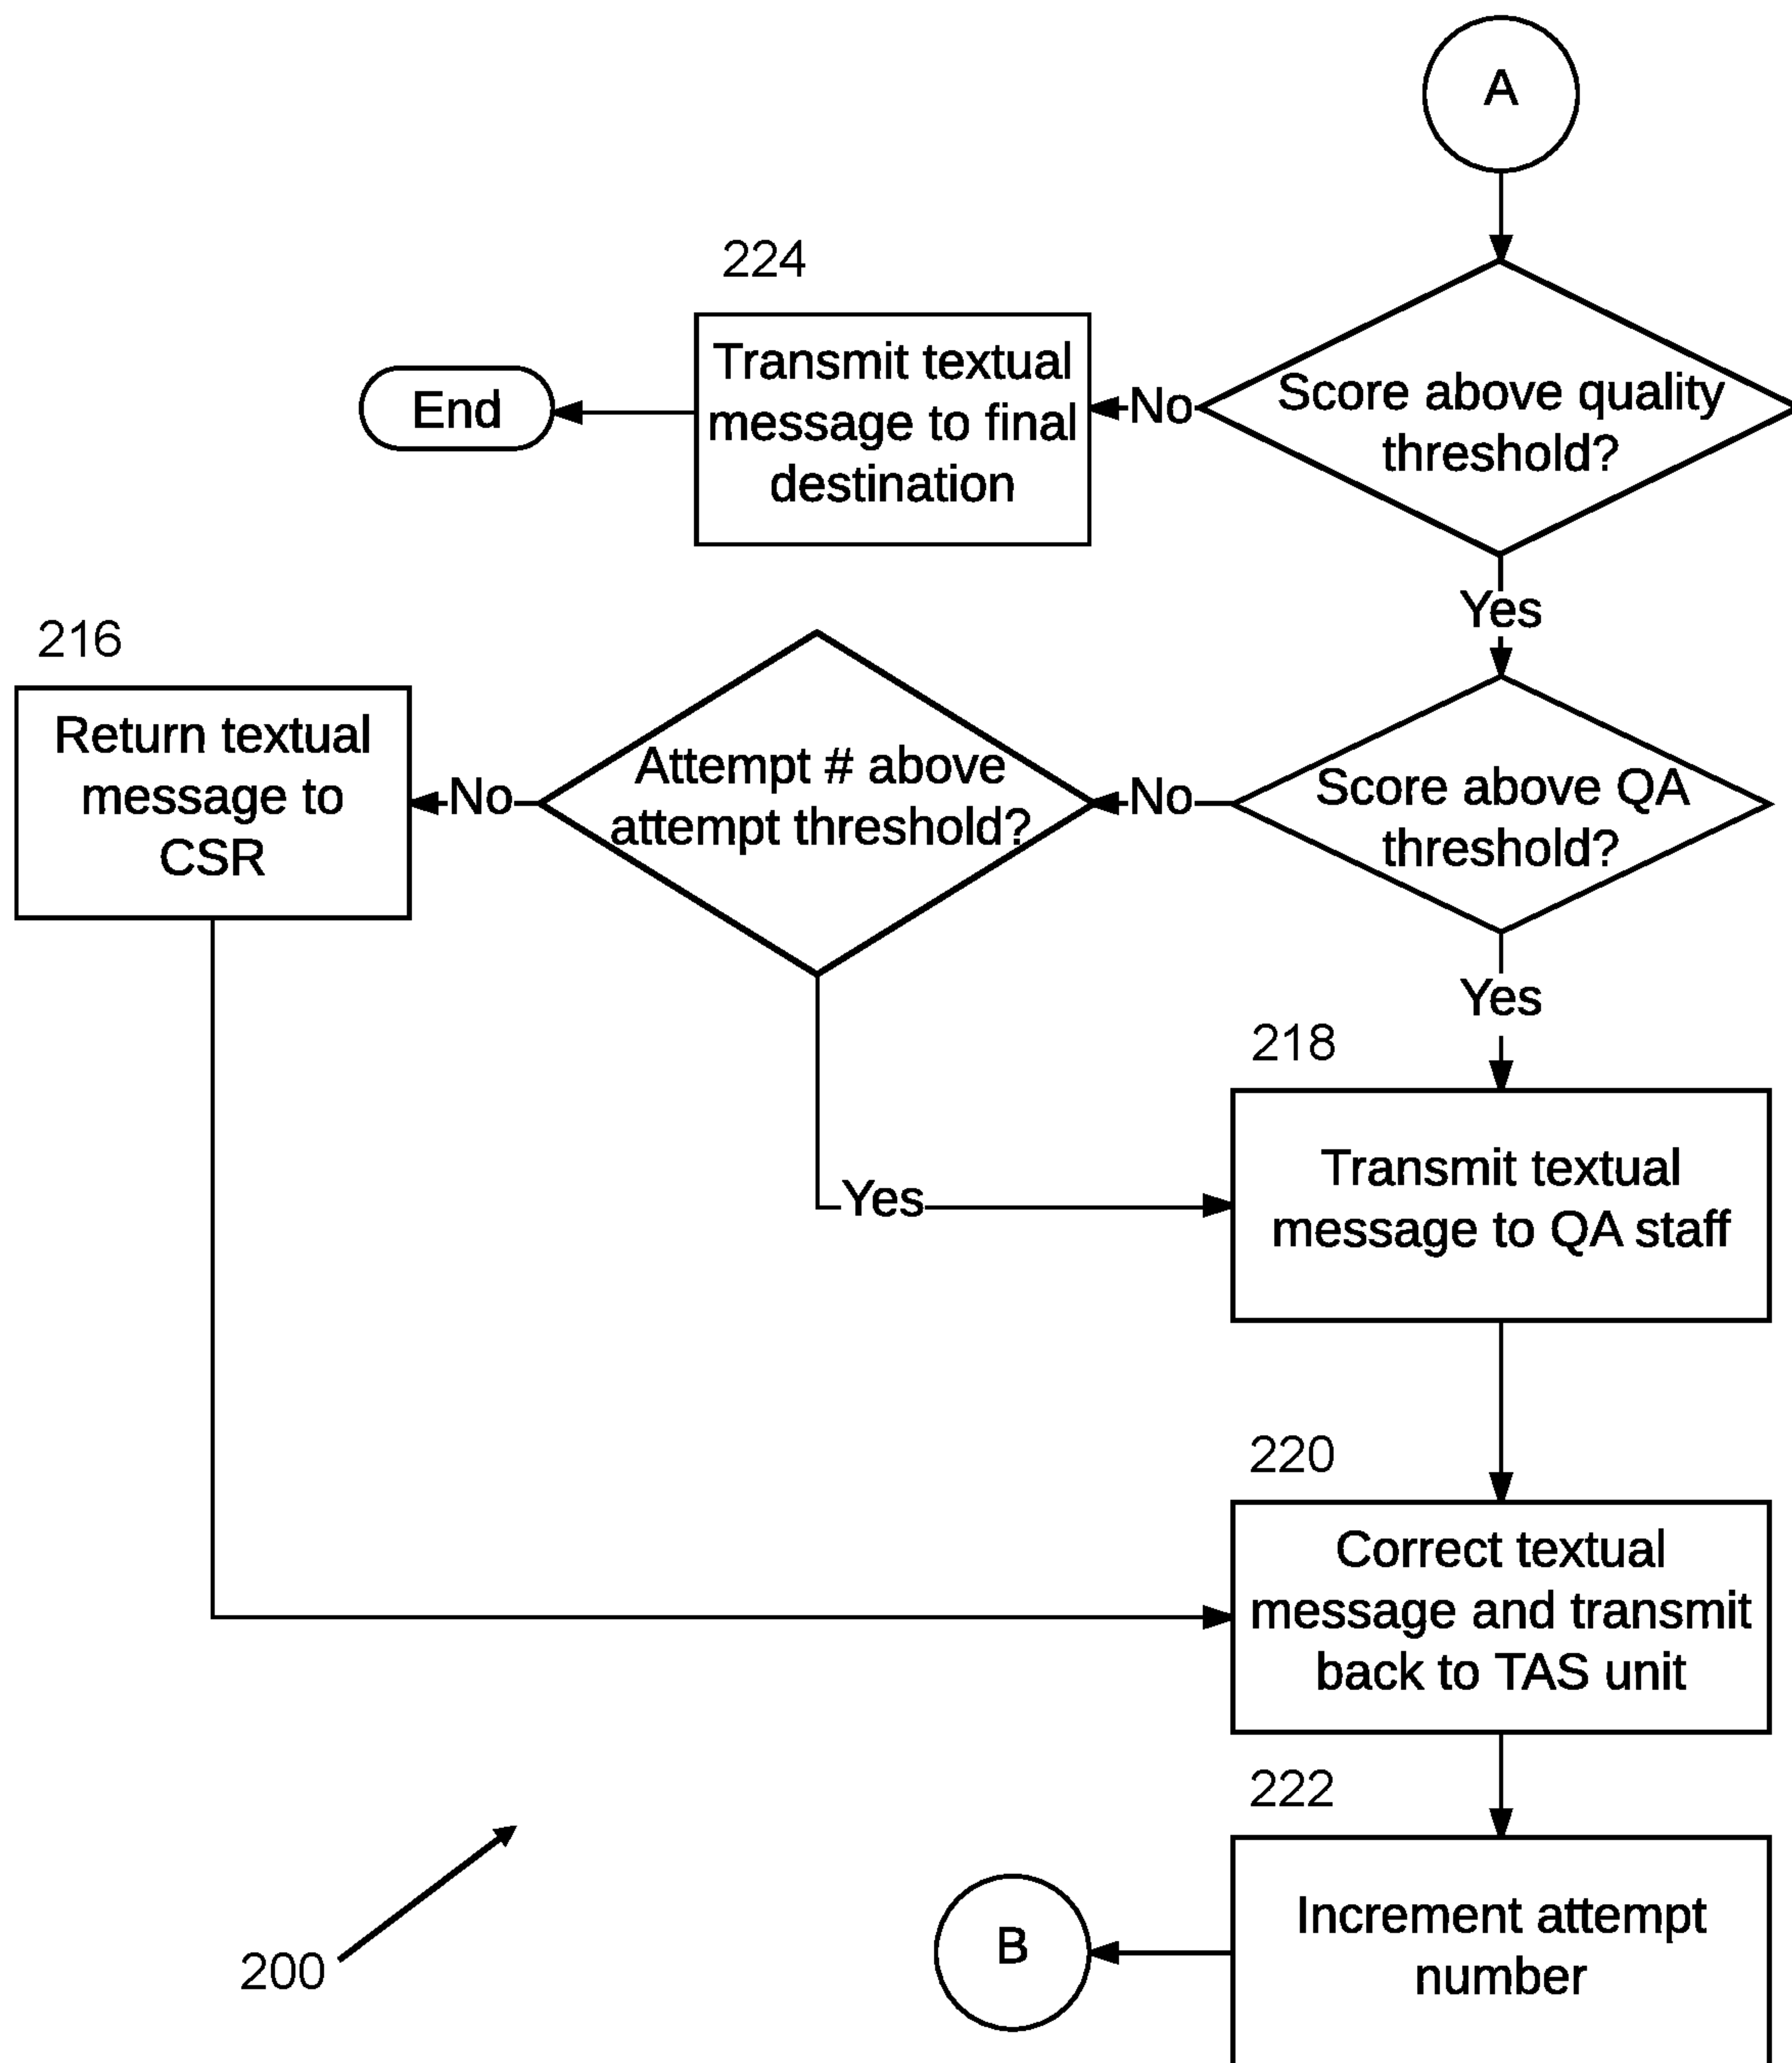 A
224
Transmit textual
message to final
destination
End
No
Score above quality
threshold?
Yes
216
Return textual
message to
CSR
No
Attempt # above
attempt threshold?
No
Score above QA
threshold?
Yes
218
Transmit textual
message to QA staff
Yes
220
Correct textual
message and transmit
back to TAS unit
222
Increment attempt
number
B
200